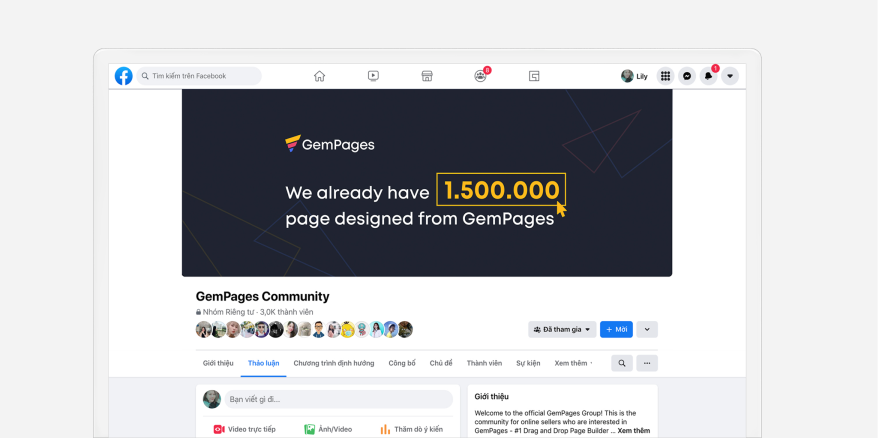 Tìm kiếm trên Facebook
8
Lily
1
GemPages
We already have 1.500.000
page designed from GemPages
GemPages Community
Nhóm Riêng tư · 3,0K thành viên
Đã tham gia
+ Mời
Giới thiệu
Thảo luận
Chương trình định hướng
Công bố
Chủ đề
Thành viên
Sự kiện
Xem thêm
Bạn viết gì đi...
Video trực tiếp
Ảnh/Video
Thăm dò ý kiến
Giới thiệu
Welcome to the official GemPages Group! This is the
community for online sellers who are interested in
GemPages - #1 Drag and Drop Page Builder ... Xem thêm